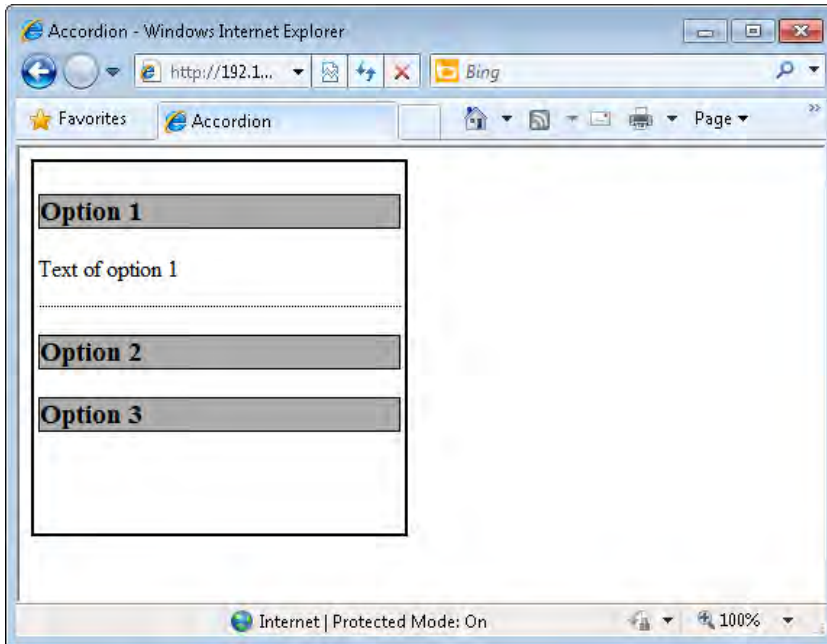 Accordion - Windows Internet Explorer
http://192.1...
Bing
Favorites
Accordion
Page
Option 1
Text of option 1
Option 2
Option 3
Internet | Protected Mode: On
100%